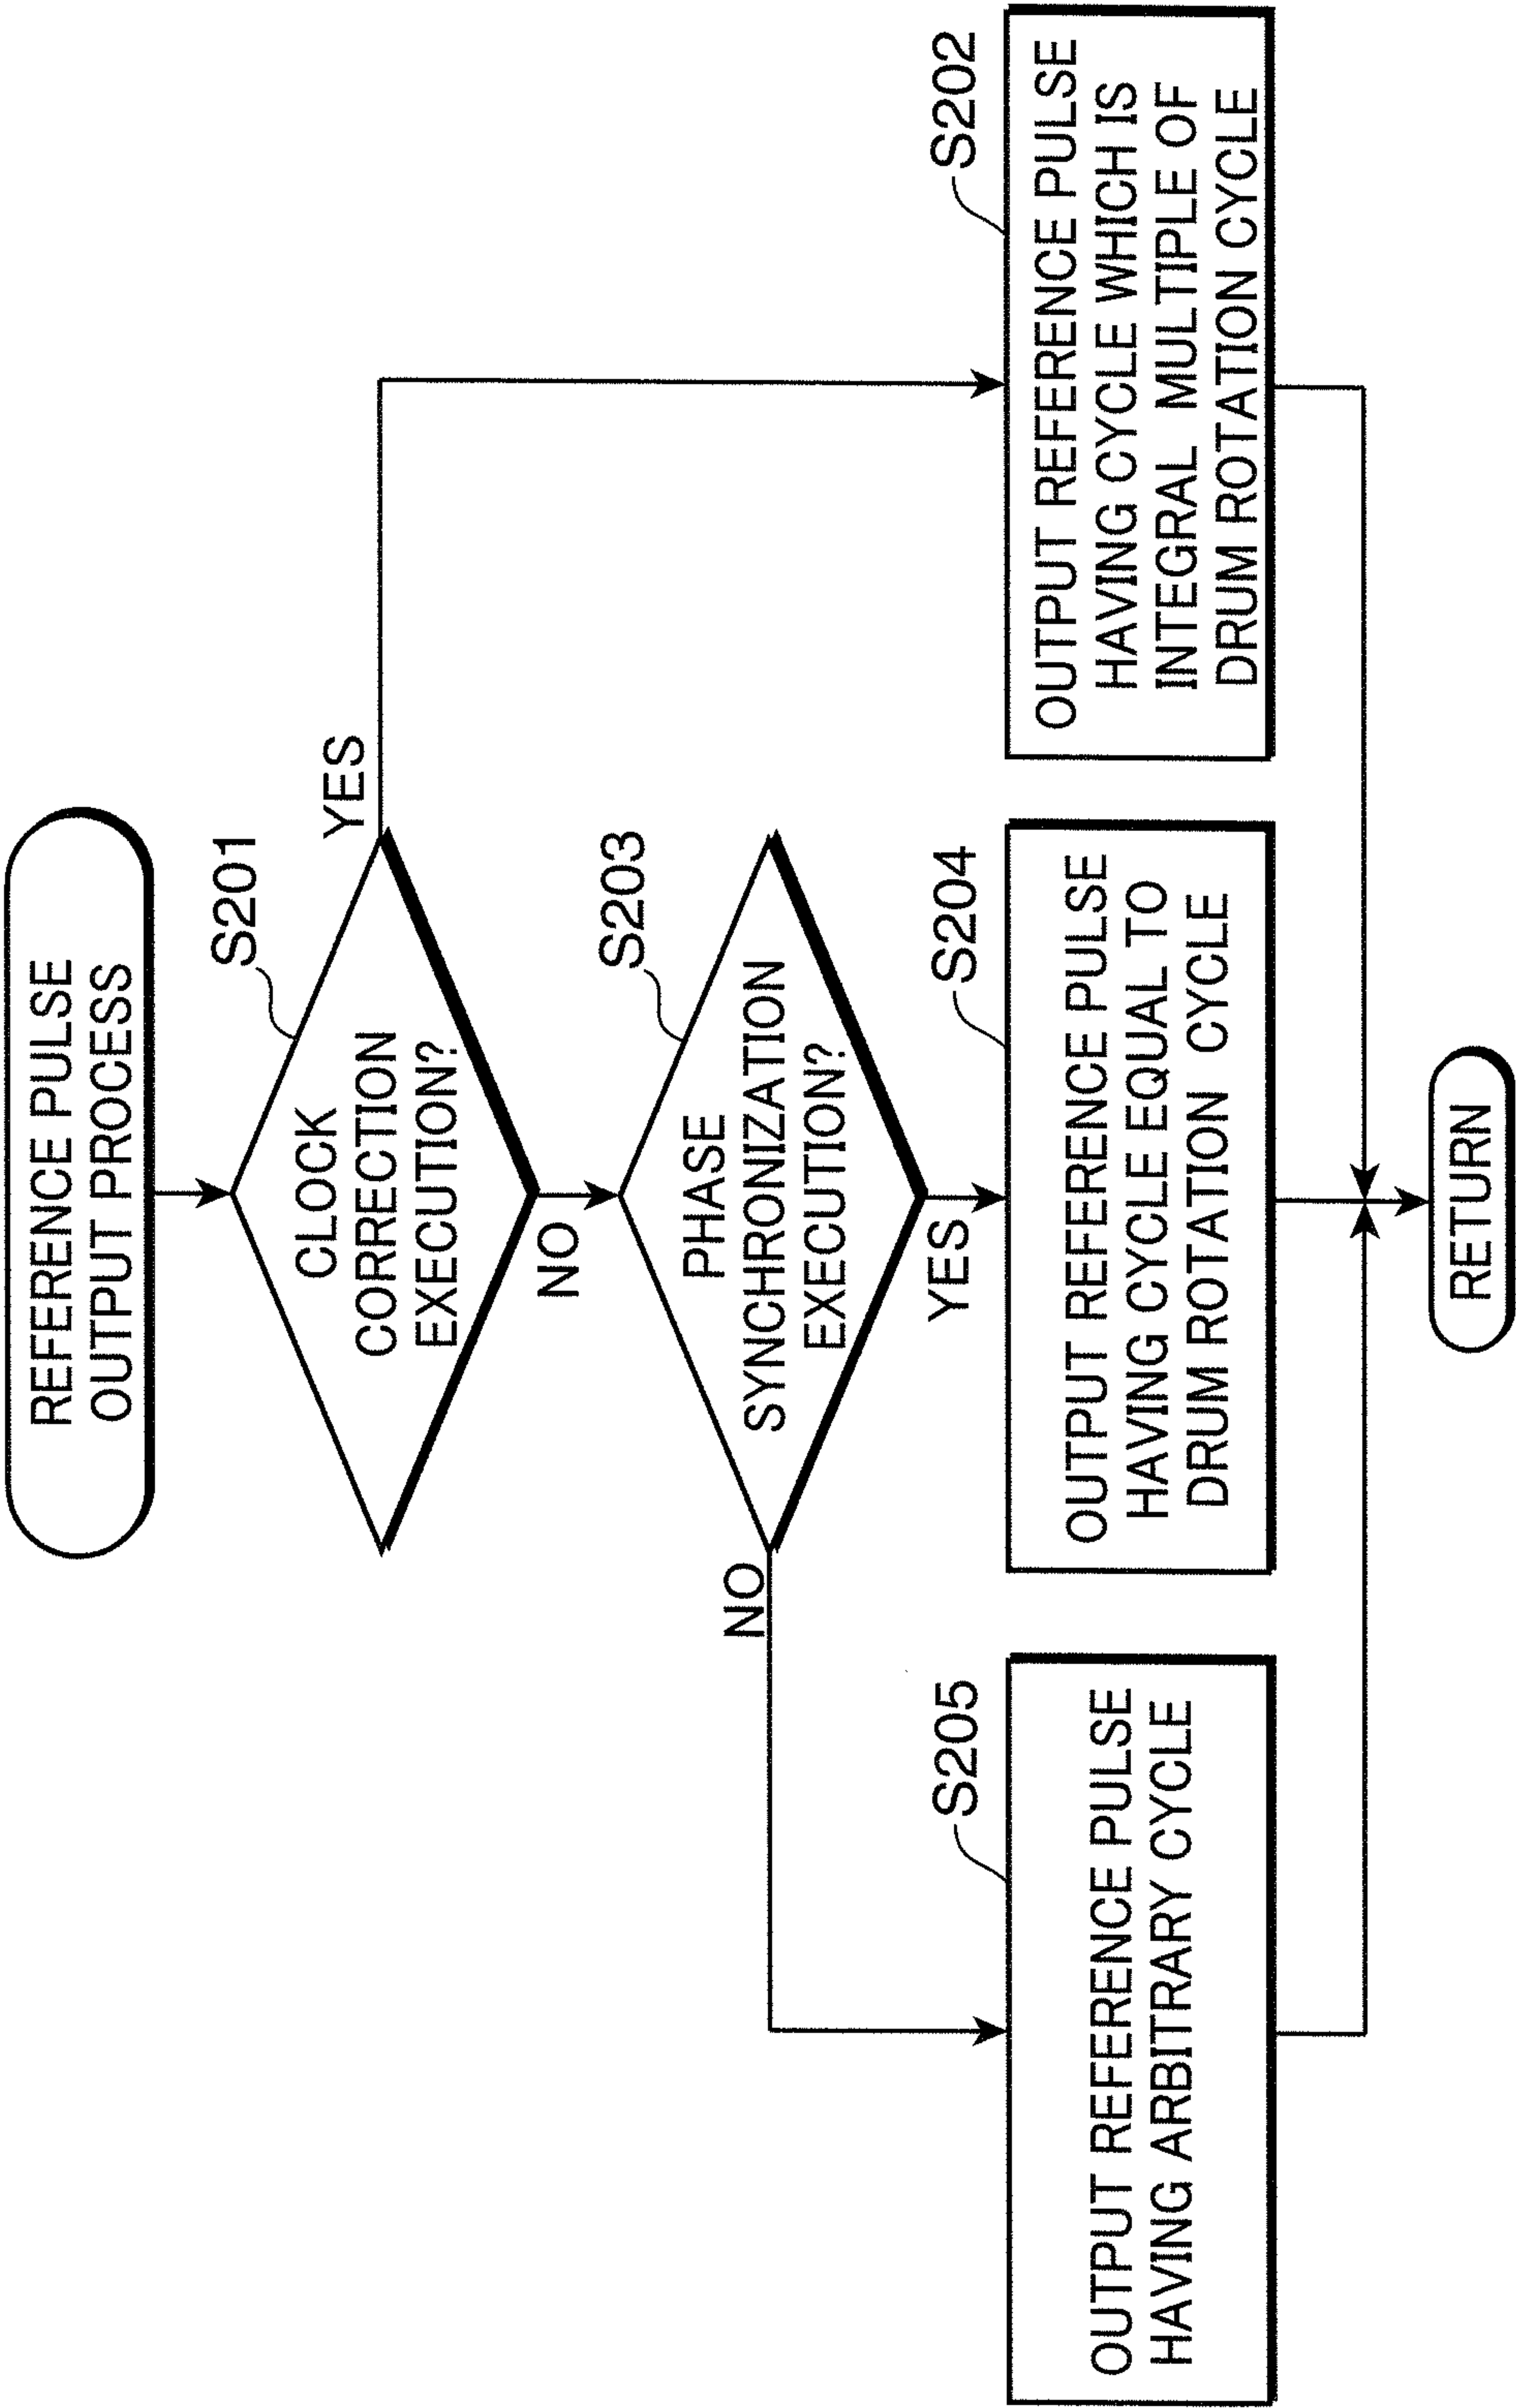 REFERENCE PULSE
OUTPUT PROCESS
S201
CLOCK
CORRECTION
EXECUTION?
YES
NO
S203
PHASE
SYNCHRONIZATION
EXECUTION?
NO
YES
S205
OUTPUT REFERENCE PULSE
HAVING ARBITRARY CYCLE
S204
OUTPUT REFERENCE PULSE
HAVING CYCLE EQUAL TO
DRUM ROTATION CYCLE
S202
OUTPUT REFERENCE PULSE
HAVING CYCLE WHICH IS
INTEGRAL MULTIPLE OF
DRUM ROTATION CYCLE
RETURN